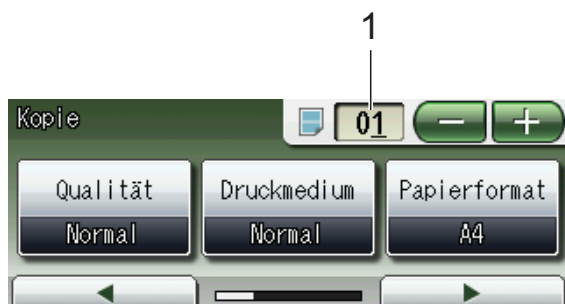 1
Kopie 01 − +
Qualität Druckmedium Papierformat
Normal Normal A4